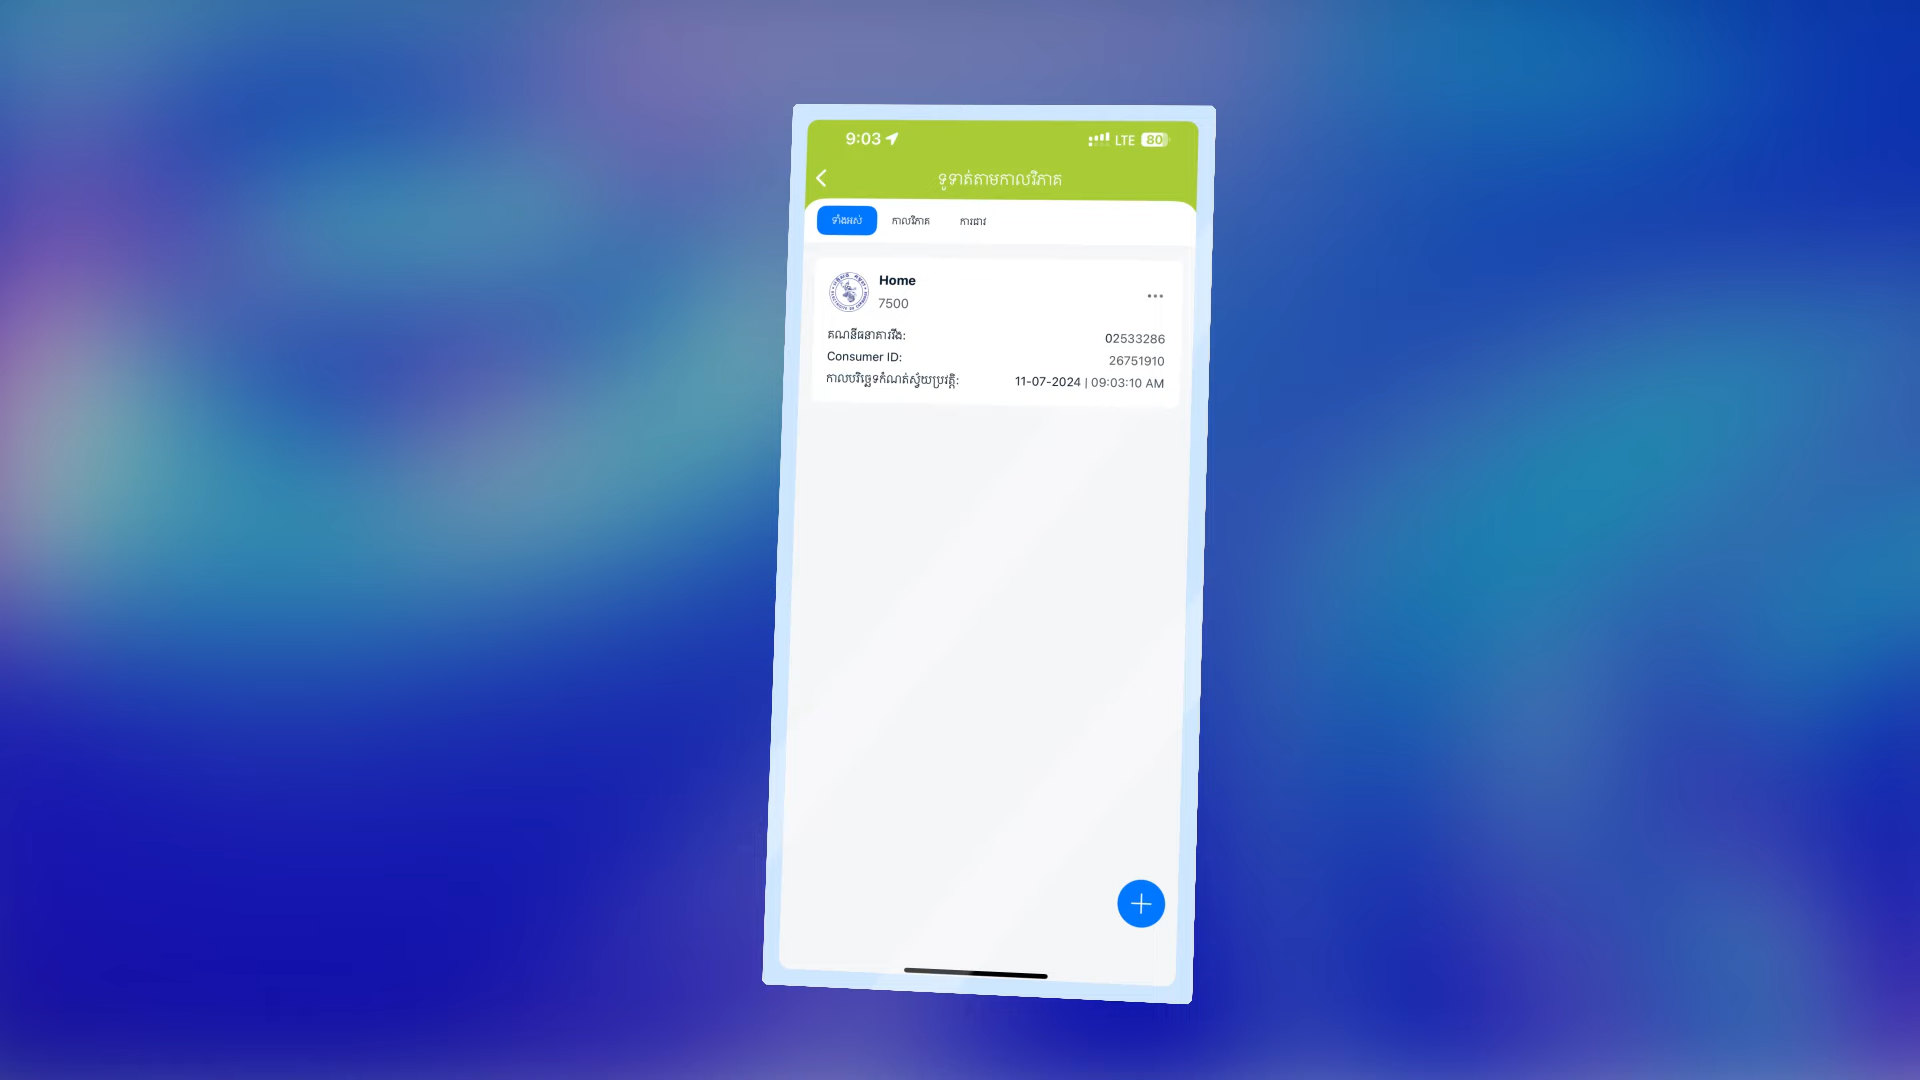 9:03
LTE 80
ទូទាត់តាមកាលវិភាគ
ទាំងអស់ កាលវិភាគ ការដាវ
Home
7500
គណនីធនាគារវីង: 02533286
Consumer ID: 26751910
កាលបរិច្ឆេទកំណត់ស្វ័យប្រវត្តិ: 11-07-2024 | 09:03:10 AM